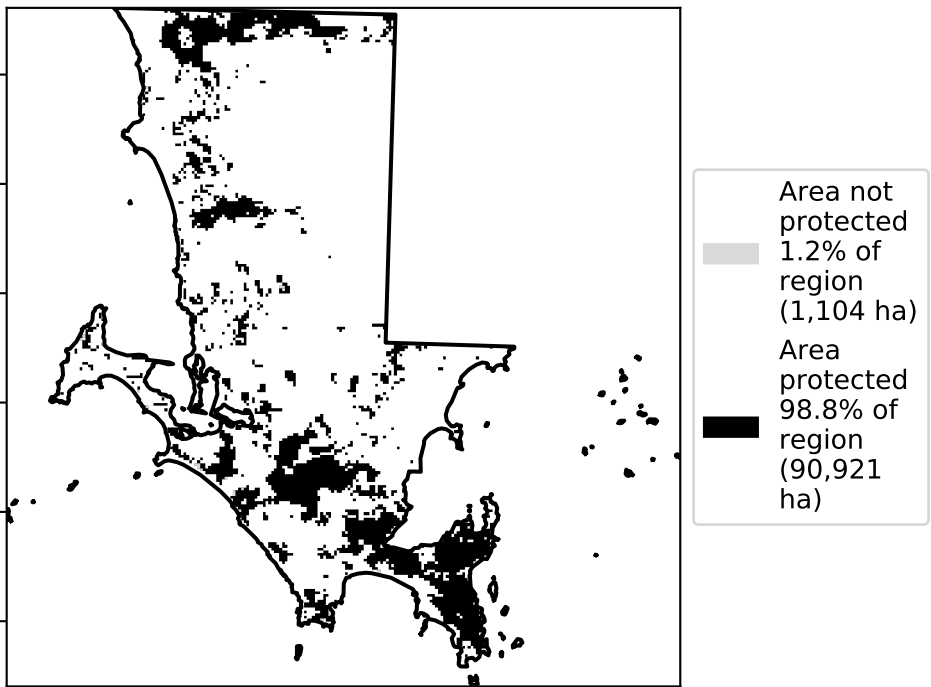 Area not
protected
1.2% of
region
(1,104 ha)
Area
protected
98.8% of
region
(90,921
ha)